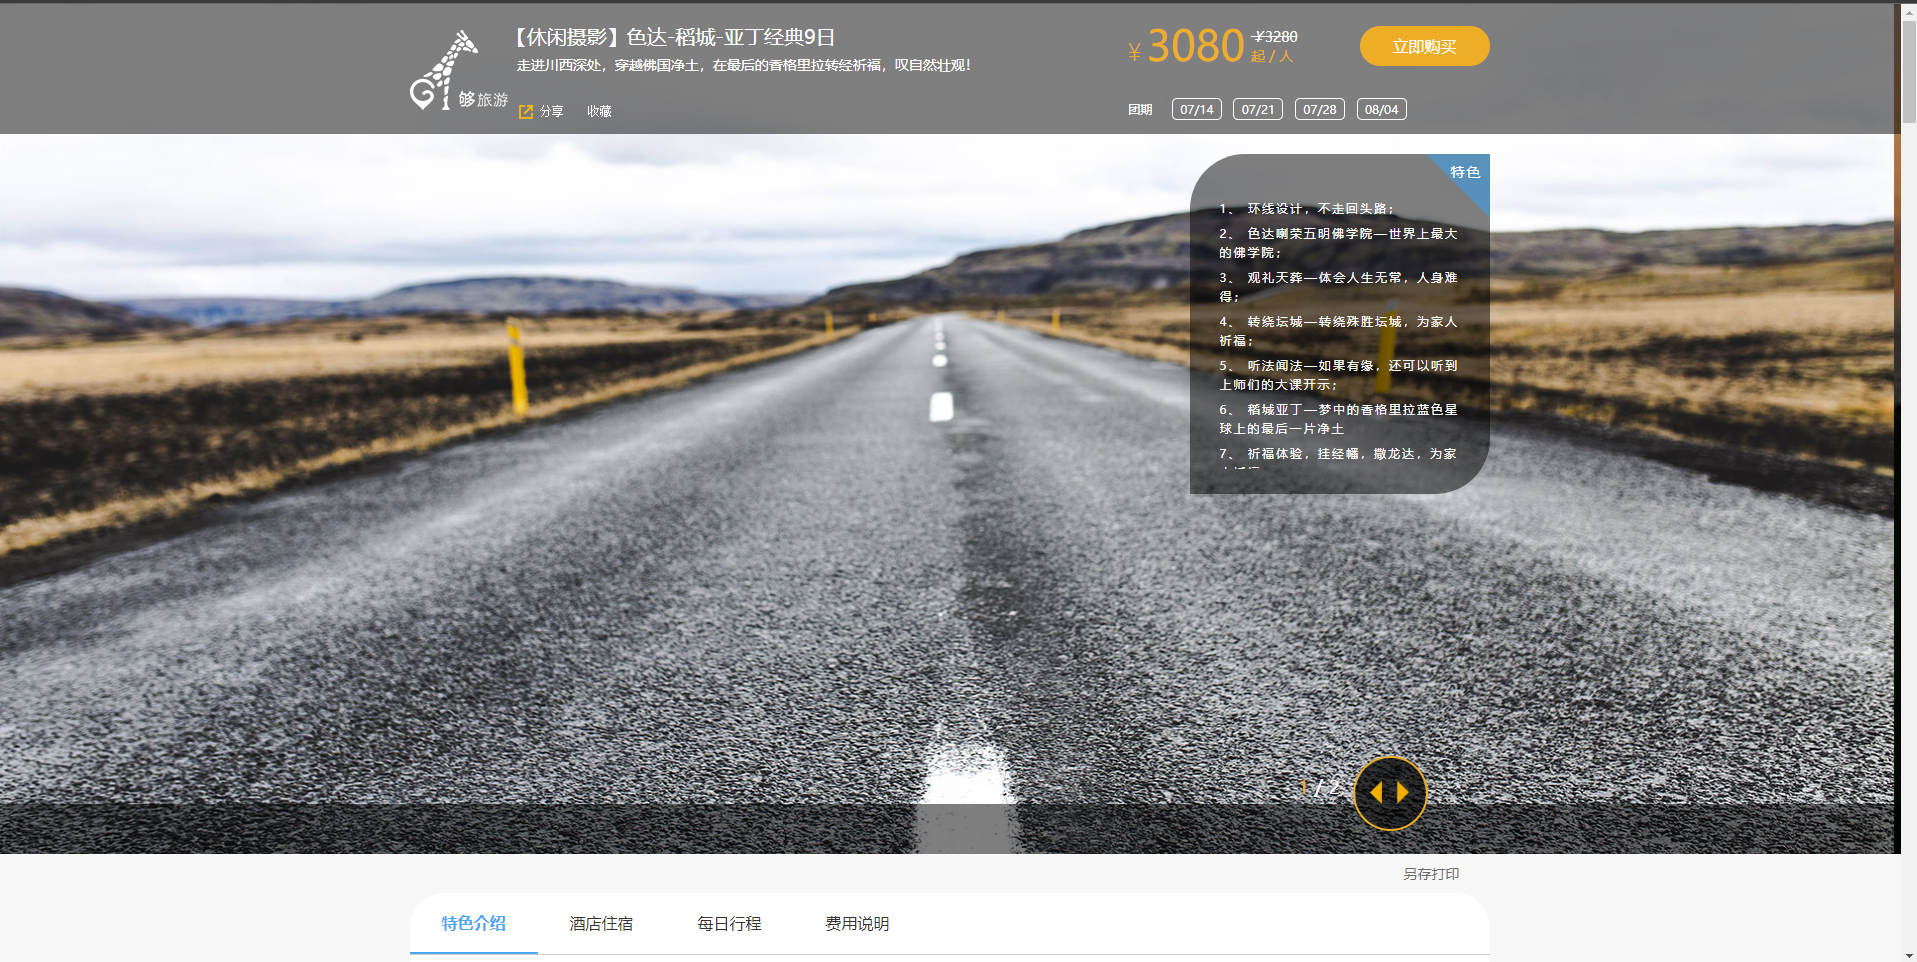 【休闲摄影】色达-稻城-亚丁经典9日
走进川西深处，穿越佛国净土，在最后的香格里拉转经祈福，叹自然壮观！
够旅游
分享 收藏
¥3080 ¥3280 起/人
立即购买
团期 07/14 07/21 07/28 08/04
特色
1、 环线设计，不走回头路；
2、 色达喇荣五明佛学院—世界上最大
的佛学院；
3、 观礼天葬—体会人生无常，人身难
得；
4、 转绕坛城—转绕殊胜坛城，为家人
祈福；
5、 听法闻法—如果有缘，还可以听到
上师们的大课开示；
6、 稻城亚丁—梦中的香格里拉蓝色星
球上的最后一片净土
7、 祈福体验，挂经幡，撒龙达，为家
1 / 2
另存打印
特色介绍 酒店住宿 每日行程 费用说明